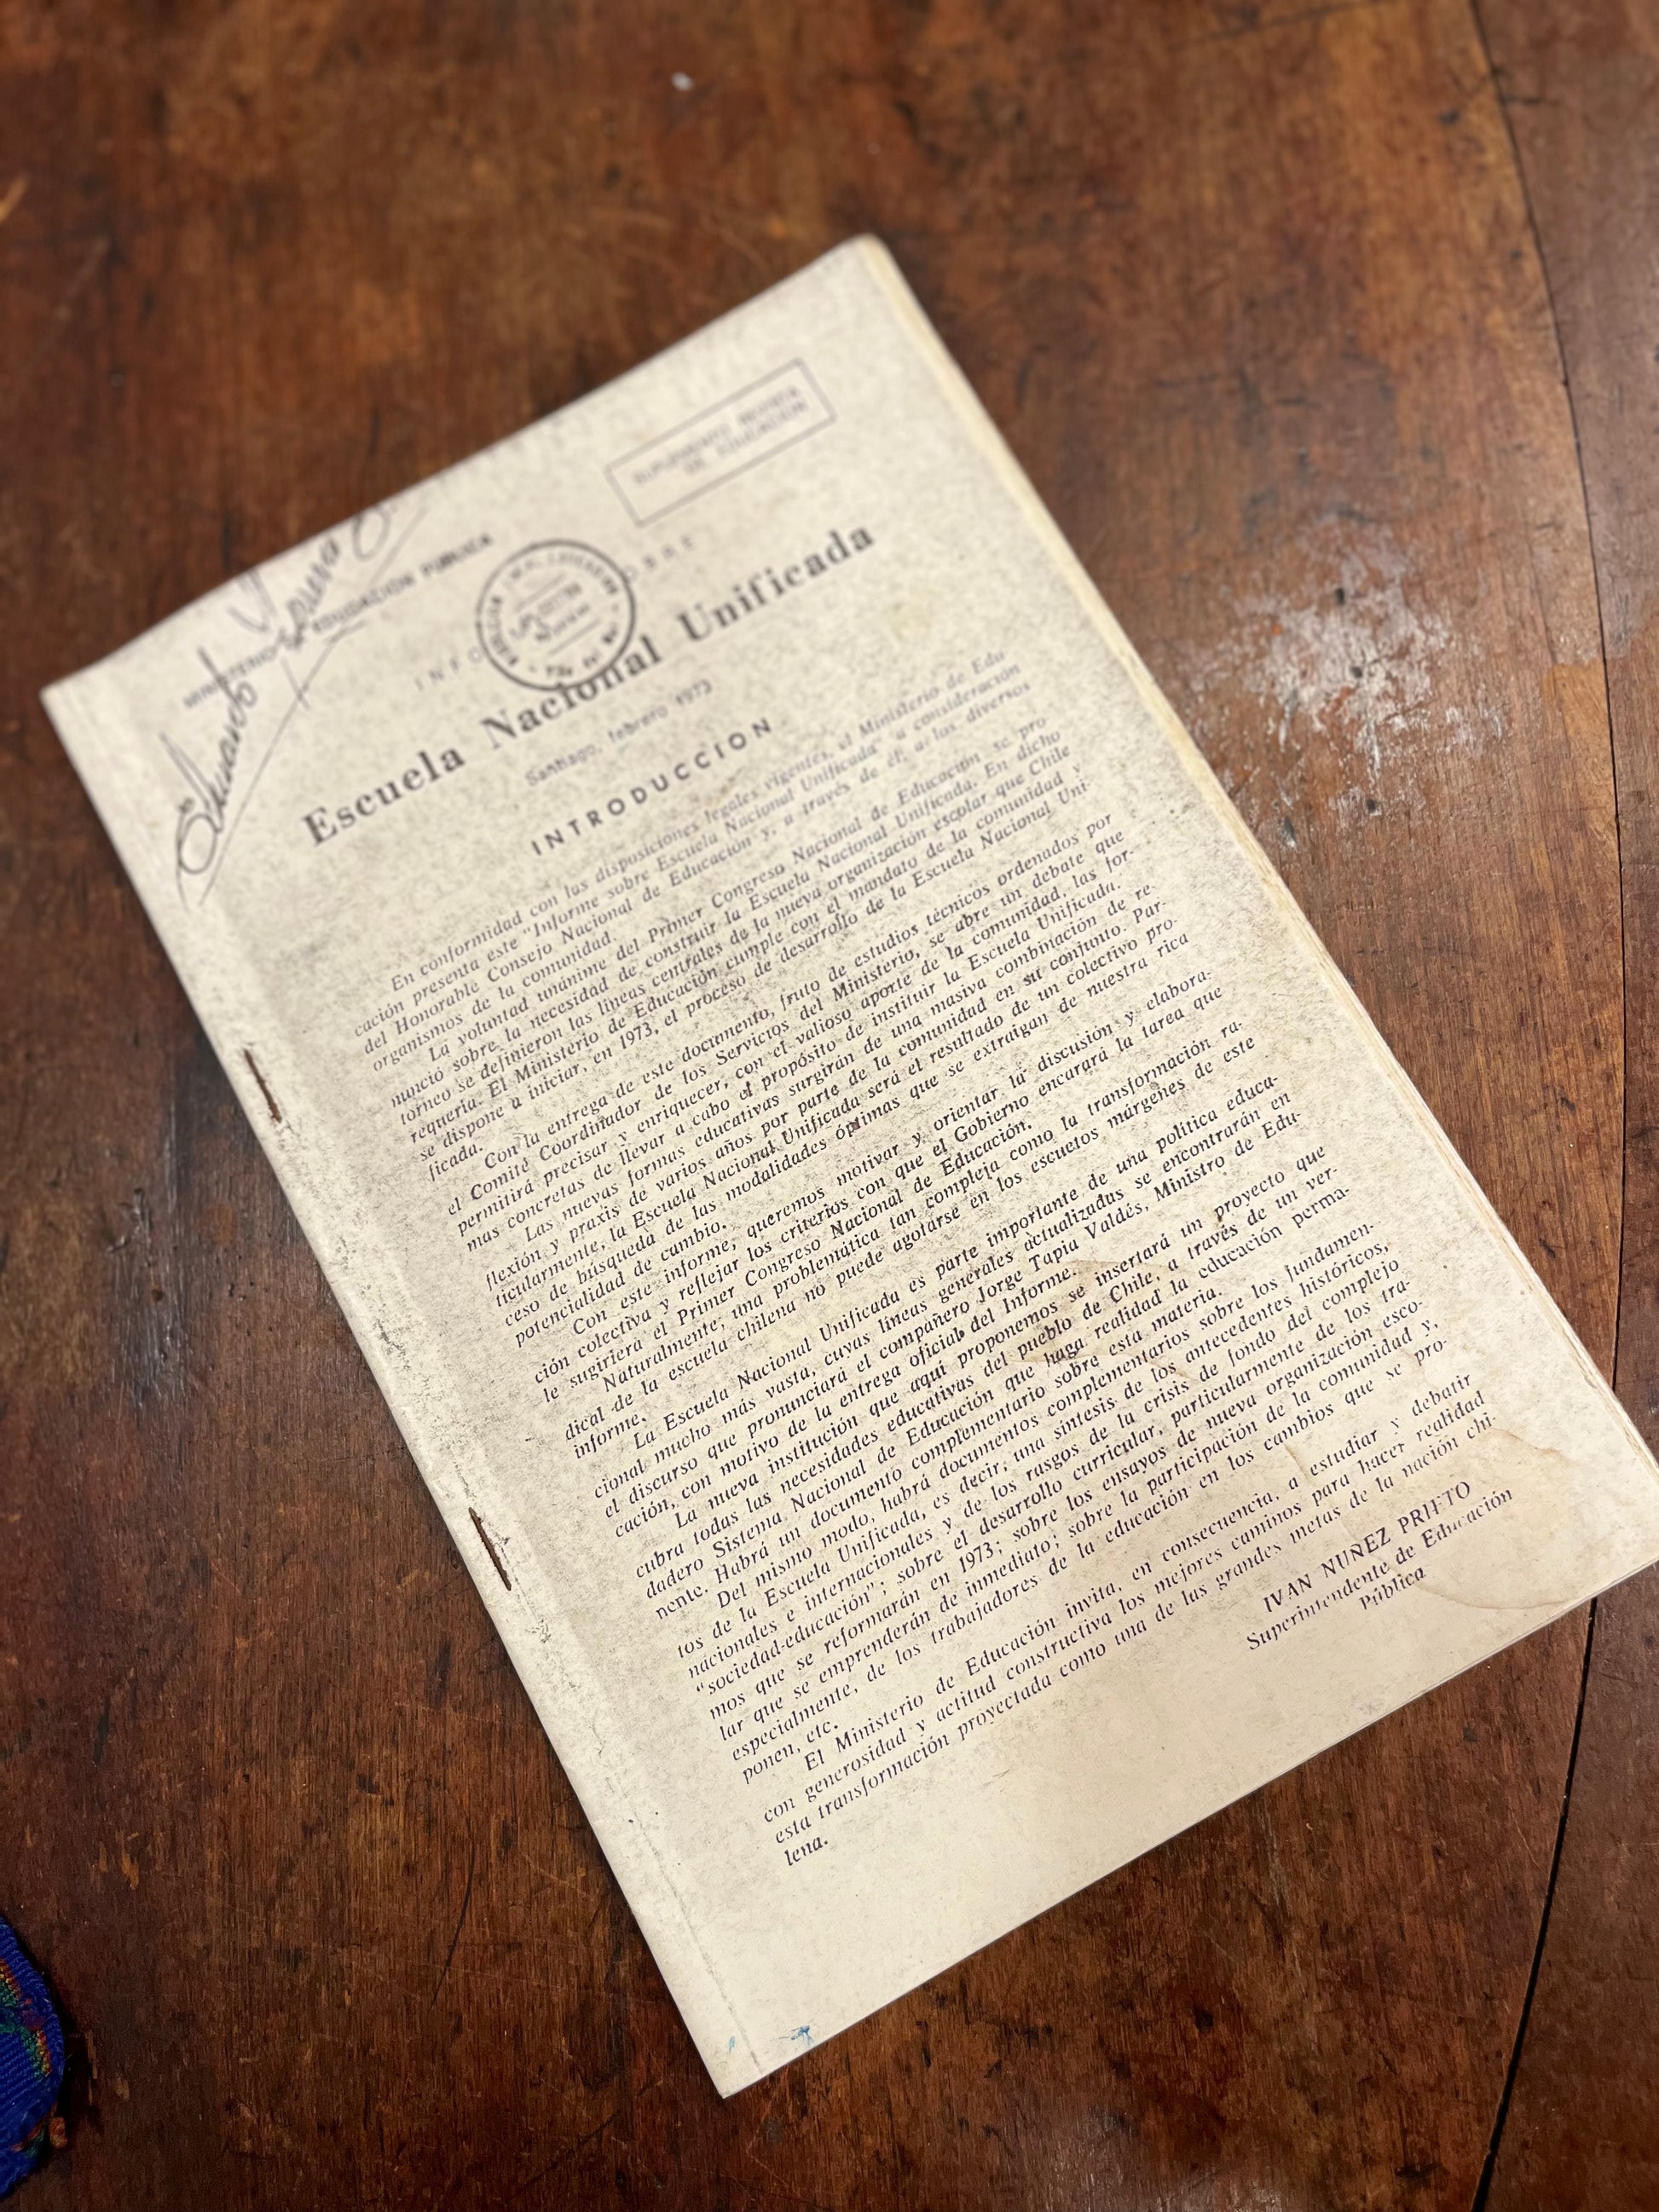 SUPLEMENTO REVISTA
DE EDUCACION
MINISTERIO EDUCACION PUBLICA
Eduardo
Escuela Nacional Unificada
Santiago, febrero 1973
INTRODUCCION
En conformidad con las disposiciones legales vigentes, el Ministerio de Edu
cación presenta este "Informe sobre Escuela Nacional Unificada" a consideración
del Honorable Consejo Nacional de Educación y, a través de él, a los diversos
organismos de la comunidad.
La voluntad unánime del Primer Congreso Nacional de Educación se pro
nunció sobre la necesidad de construir la Escuela Nacional Unificada. En dicho
torneo se definieron las líneas centrales de la nueva organización escolar que Chile
requería. El Ministerio de Educación cumple con el mandato de la comunidad y
se dispone a iniciar, en 1973, el proceso de desarrollo de la Escuela Nacional Uni-
ficada.
Con la entrega de este documento, fruto de estudios técnicos ordenados por
el Comité Coordinador de los Servicios del Ministerio, se abre un debate que
permitirá precisar y enriquecer, con el valioso aporte de la comunidad, las for-
mas concretas de llevar a cabo el propósito de instituir la Escuela Unificada.
Las nuevas formas educativas surgirán de una masiva combinación de re-
flexión y praxis de varios años por parte de la comunidad en su conjunto. Par-
ticularmente, la Escuela Nacional Unificada será el resultado de un colectivo pro-
ceso de búsqueda de las modalidades óptimas que se extraigan de nuestra rica
potencialidad de cambio.
Con este informe, queremos motivar y orientar la discusión y elabora-
ción colectiva y reflejar los criterios con que el Gobierno encarará la tarea que
le sugiriera el Primer Congreso Nacional de Educación.
Naturalmente, una problemática tan compleja como la transformación ra-
dical de la escuela chilena no puede agotarse en los escuetos márgenes de este
informe.
La Escuela Nacional Unificada es parte importante de una política educa-
cional mucho más vasta, cuyas líneas generales actualizadas se encontrarán en
el discurso que pronunciará el compañero Jorge Tapia Valdés, Ministro de Edu-
cación, con motivo de la entrega oficial del Informe.
La nueva institución que aquí proponemos se insertará un proyecto que
cubra todas las necesidades educativas del pueblo de Chile, a través de un ver-
dadero Sistema Nacional de Educación que haga realidad la educación perma-
nente. Habrá un documento complementario sobre esta materia.
Del mismo modo, habrá documentos complementarios sobre los fundamen-
tos de la Escuela Unificada, es decir, una síntesis de los antecedentes históricos,
nacionales e internacionales y de los rasgos de la crisis de fondo del complejo
"sociedad-educación"; sobre el desarrollo curricular, particularmente de los tra-
mos que se reformarán en 1973; sobre los ensayos de nueva organización esco-
lar que se emprenderán de inmediato; sobre la participación de la comunidad y,
especialmente, de los trabajadores de la educación en los cambios que se pro-
ponen, etc.
El Ministerio de Educación invita, en consecuencia, a estudiar y debatir
con generosidad y actitud constructiva los mejores caminos para hacer realidad
esta transformación proyectada como una de las grandes metas de la nación chi-
lena.
IVAN NUÑEZ PRIETO
Superintendente de Educación
Pública